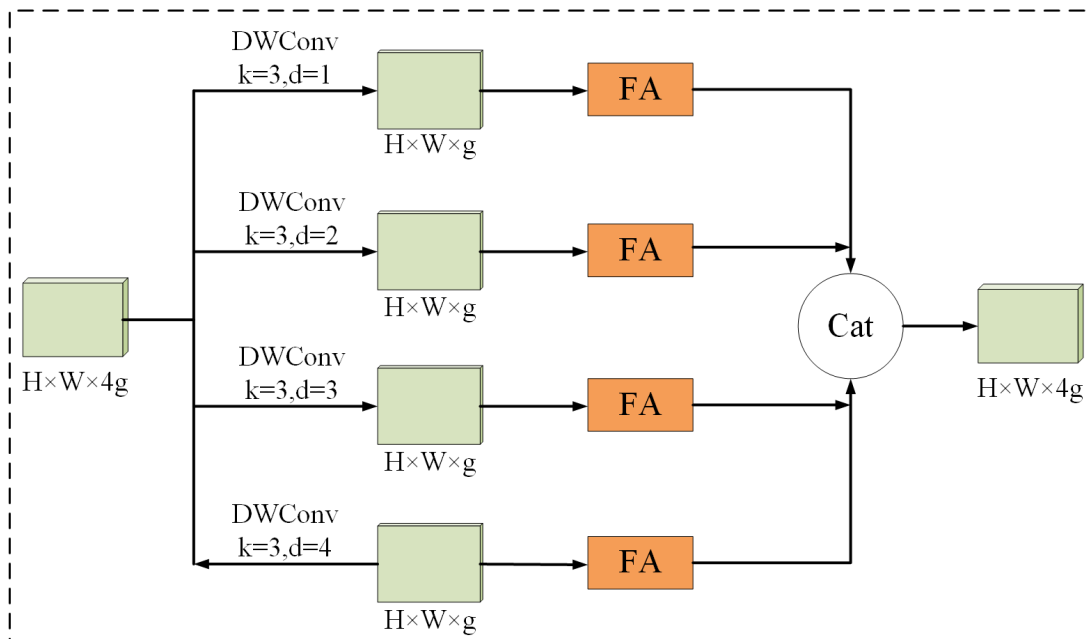 DWConv
k=3,d=1
H×W×g
FA
DWConv
k=3,d=2
H×W×g
FA
H×W×4g
Cat
H×W×4g
DWConv
k=3,d=3
H×W×g
FA
DWConv
k=3,d=4
H×W×g
FA